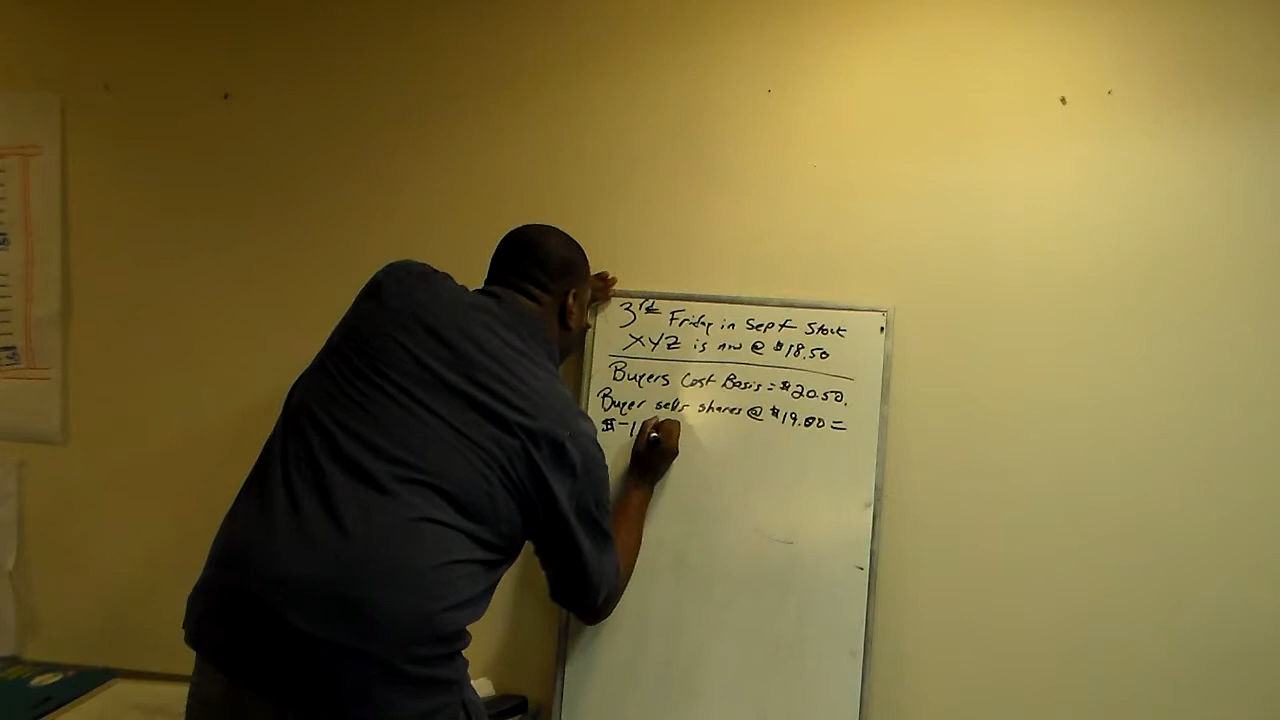 3rd Friday in Sept Stock
XYZ is now @ $18.50
Buyers Cost Basis = $20.50.
Buyer sells shares @ $19.00 =
$-1